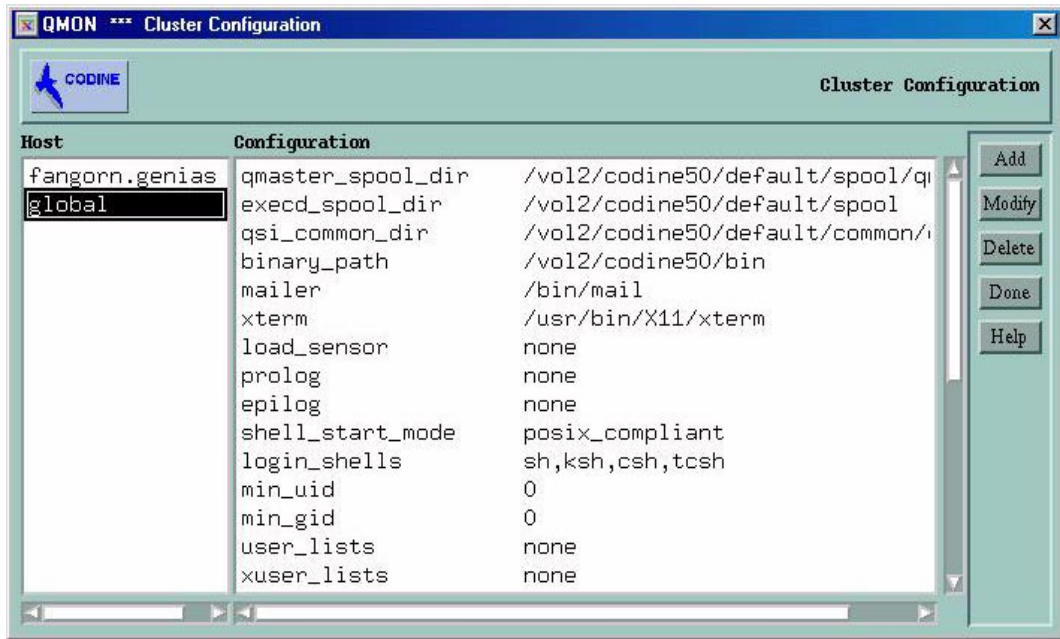 QMON *** Cluster Configuration
CODINE
Cluster Configuration
Host
Configuration
fangorn.genias
global
qmaster_spool_dir /vol2/codine50/default/spool/q
execd_spool_dir /vol2/codine50/default/spool
qsi_common_dir /vol2/codine50/default/common/
binary_path /vol2/codine50/bin
mailer /bin/mail
xterm /usr/bin/X11/xterm
load_sensor none
prolog none
epilog none
shell_start_mode posix_compliant
login_shells sh,ksh,csh,tcsh
min_uid 0
min_gid 0
user_lists none
xuser_lists none
Add
Modify
Delete
Done
Help